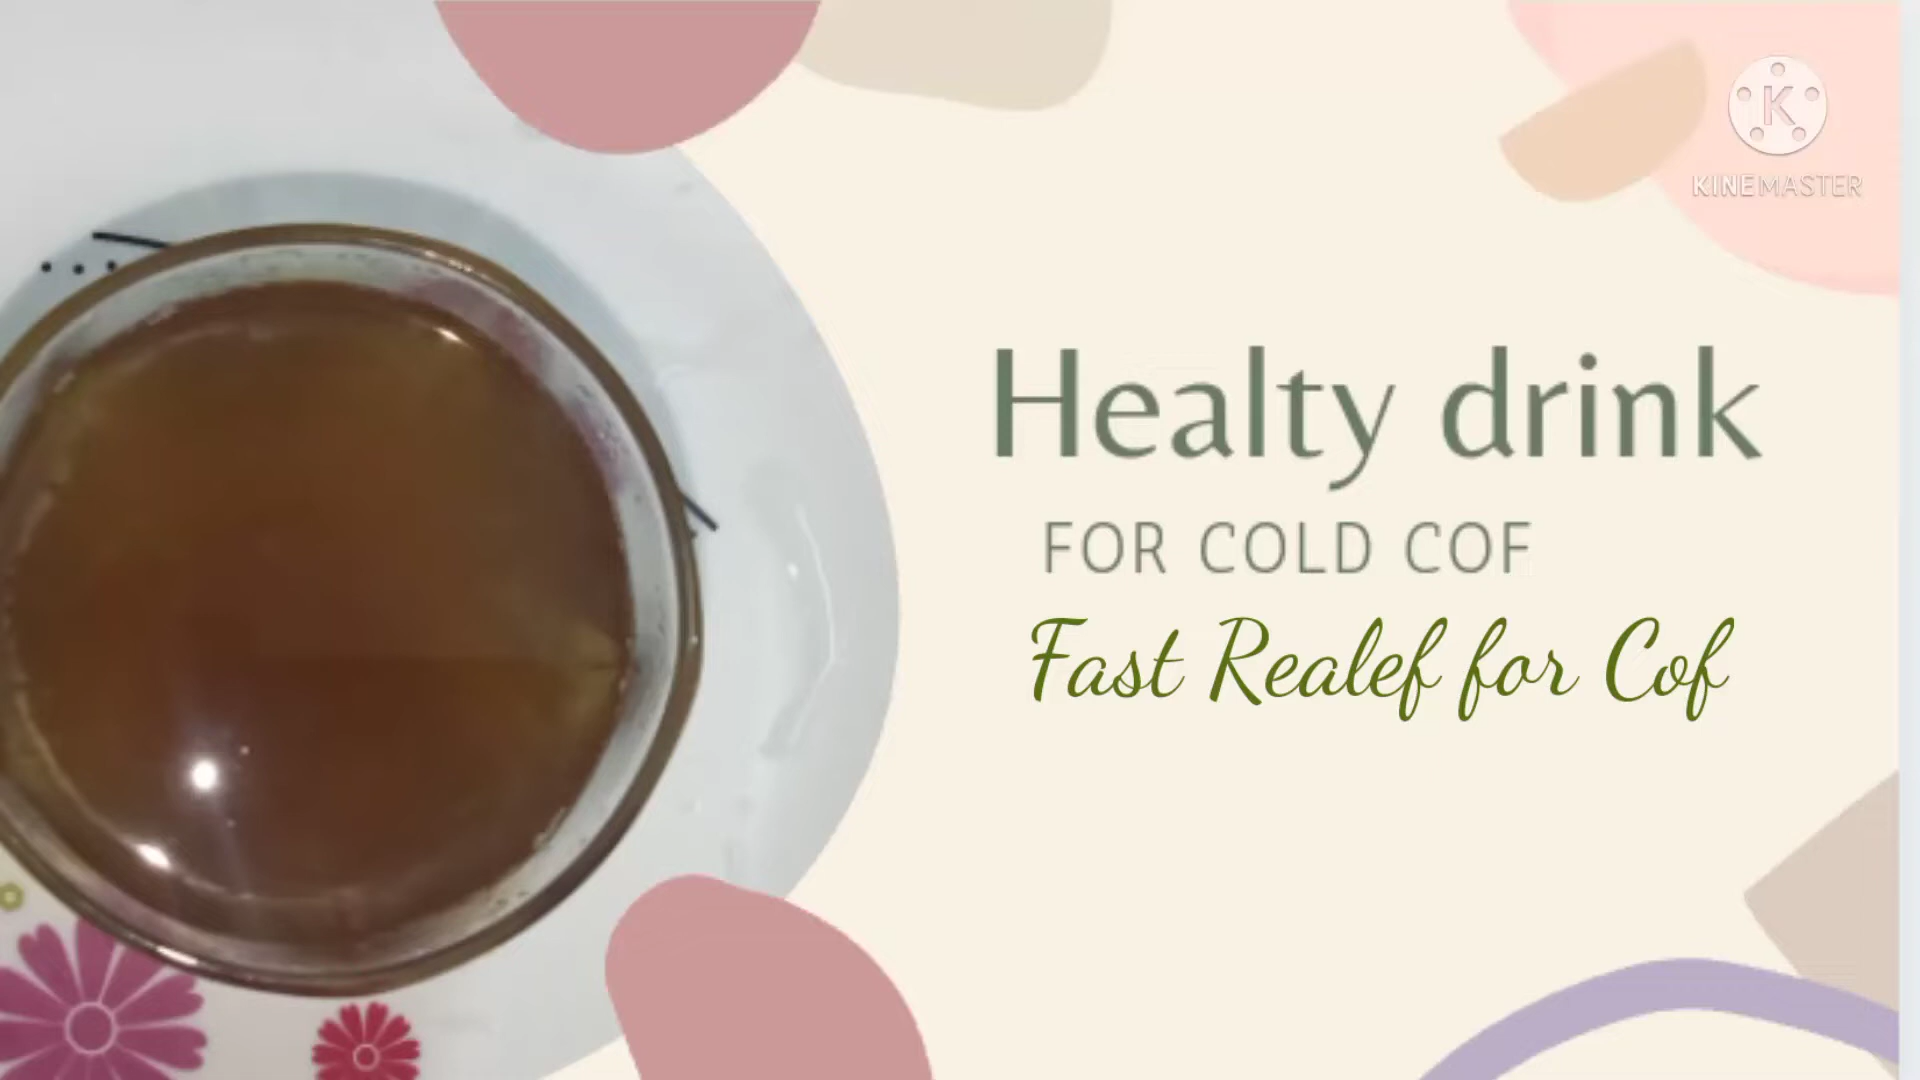 K
KINEMASTER
Healty drink
FOR COLD COF
Fast Realef for Cof